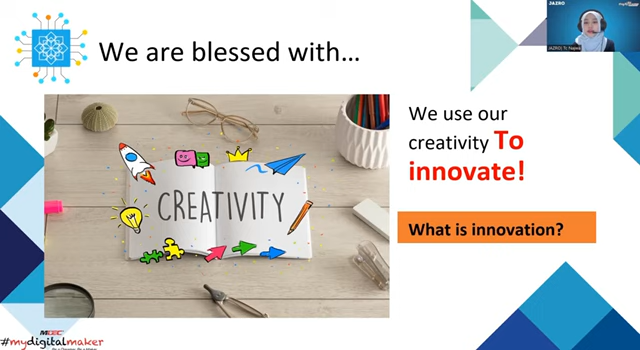 JAZRO
We are blessed with...
We use our
creativity To
innovate!
CREATIVITY
What is innovation?
MDEC
#mydigitalmaker